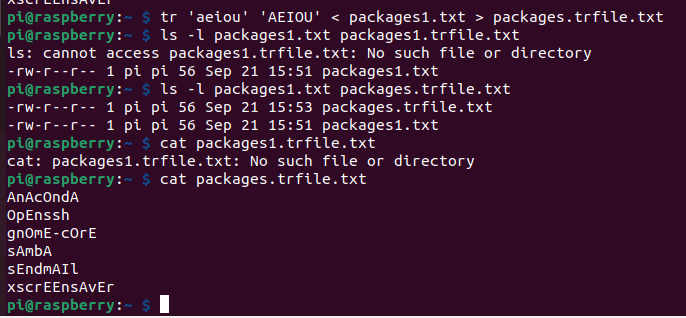 xscrEEnsAvEr
pi@raspberry:~ $ tr 'aeiou' 'AEIOU' < packages1.txt > packages.trfile.txt
pi@raspberry:~ $ ls -l packages1.txt packages1.trfile.txt
ls: cannot access packages1.trfile.txt: No such file or directory
-rw-r--r-- 1 pi pi 56 Sep 21 15:51 packages1.txt
pi@raspberry:~ $ ls -l packages1.txt packages.trfile.txt
-rw-r--r-- 1 pi pi 56 Sep 21 15:53 packages.trfile.txt
-rw-r--r-- 1 pi pi 56 Sep 21 15:51 packages1.txt
pi@raspberry:~ $ cat packages1.trfile.txt
cat: packages1.trfile.txt: No such file or directory
pi@raspberry:~ $ cat packages.trfile.txt
AnAcOndA
OpEnssh
gnOmE-cOrE
sAmbA
sEndmAIl
xscrEEnsAvEr
pi@raspberry:~ $